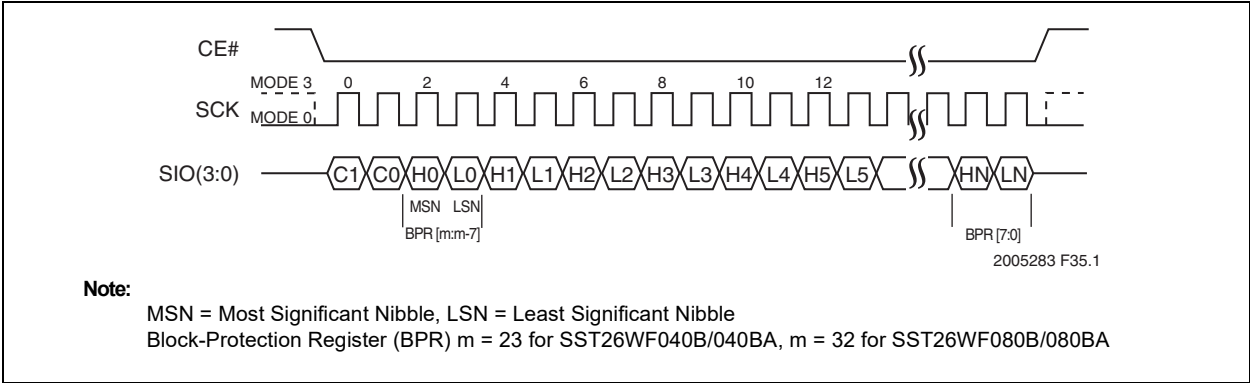 CE#
MODE 3 0 2 4 6 8 10 12
SCK
MODE 0
SIO(3:0) C1 C0 H0 L0 H1 L1 H2 L2 H3 L3 H4 L4 H5 L5 HN LN
MSN LSN
BPR [m:m-7] BPR [7:0]
2005283 F35.1
Note:
MSN = Most Significant Nibble, LSN = Least Significant Nibble
Block-Protection Register (BPR) m = 23 for SST26WF040B/040BA, m = 32 for SST26WF080B/080BA